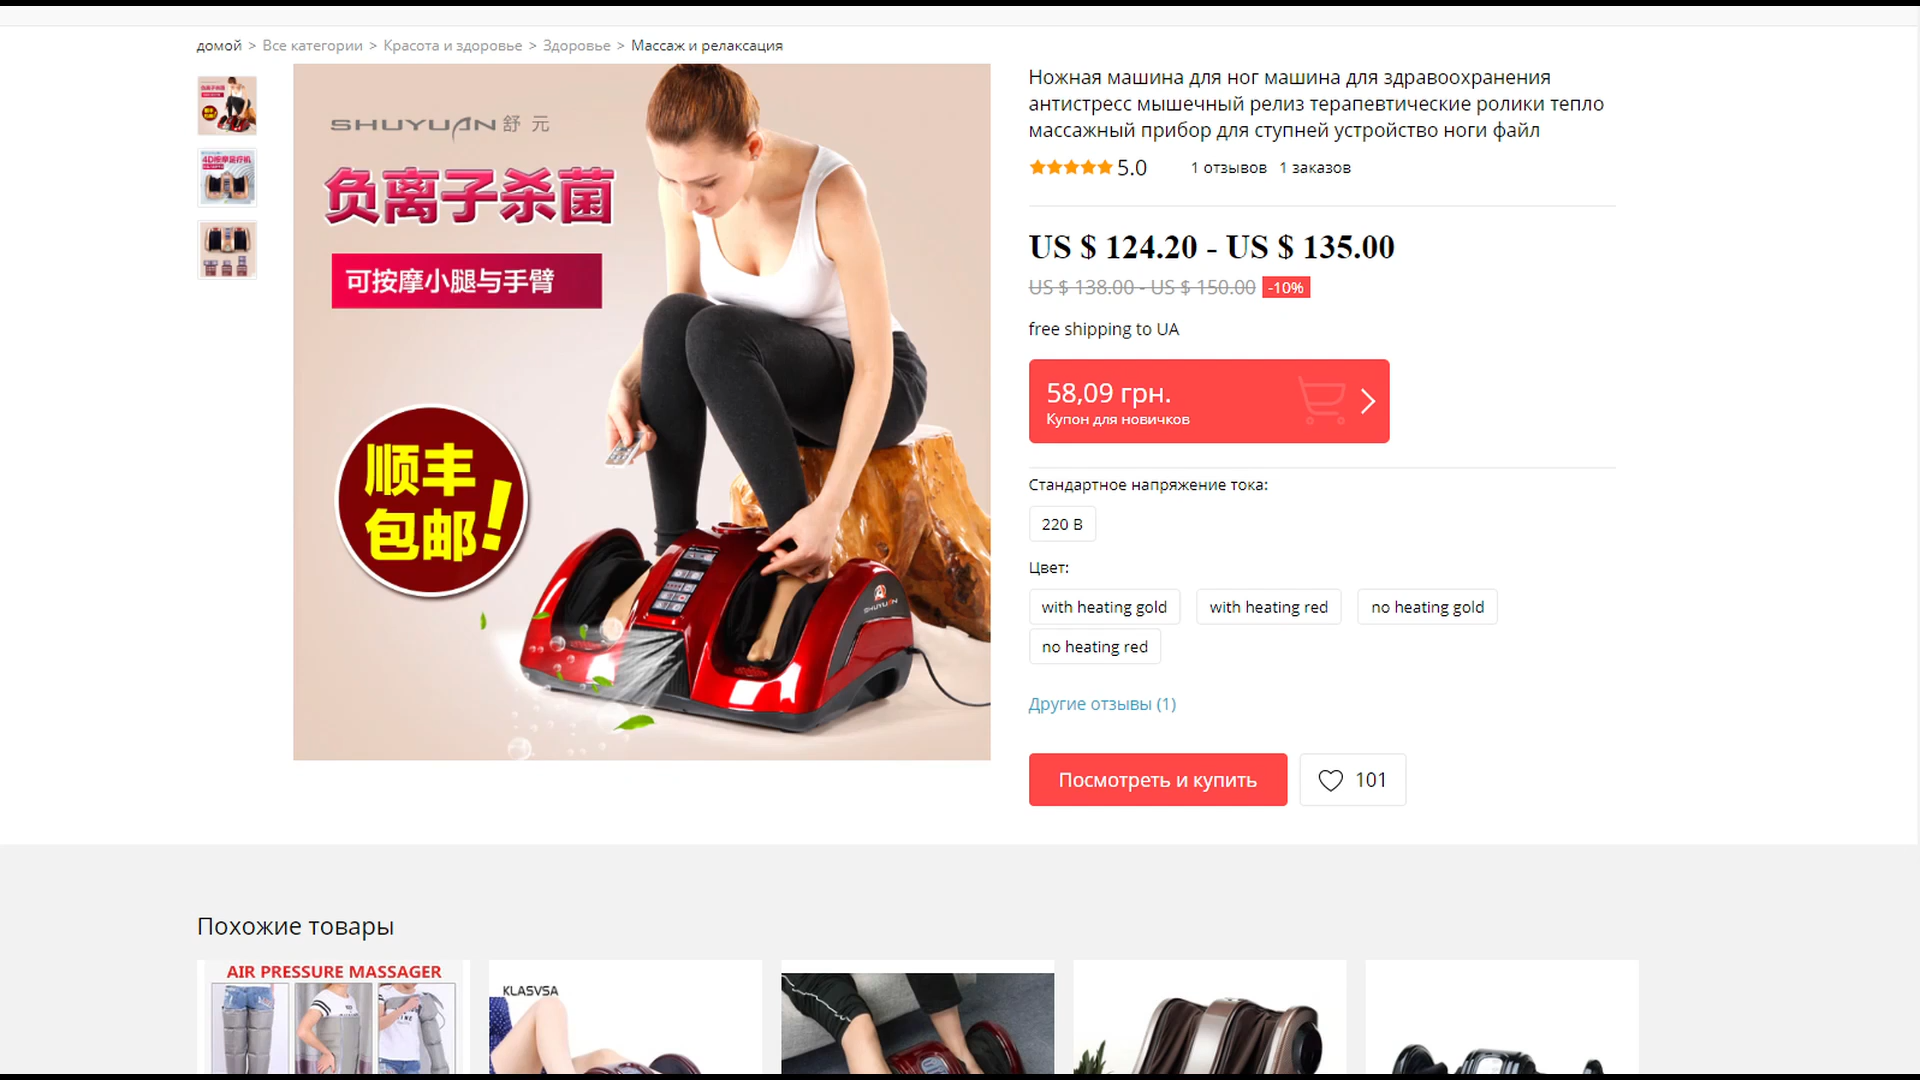 домой > Все категории > Красота и здоровье > Здоровье > Массаж и релаксация
SHUYUAN 舒元
负离子杀菌
可按摩小腿与手臂
顺丰
包邮!
SHUYUAN
Ножная машина для ног машина для здравоохранения
антистресс мышечный релиз терапевтические ролики тепло
массажный прибор для ступней устройство ноги файл
5.0 1 отзывов 1 заказов
US $ 124.20 - US $ 135.00
US $ 138.00 - US $ 150.00 -10%
free shipping to UA
58,09 грн.
Купон для новичков
Стандартное напряжение тока:
220 В
Цвет:
with heating gold with heating red no heating gold
no heating red
Другие отзывы (1)
Посмотреть и купить 101
Похожие товары
AIR PRESSURE MASSAGER
KLASVSA